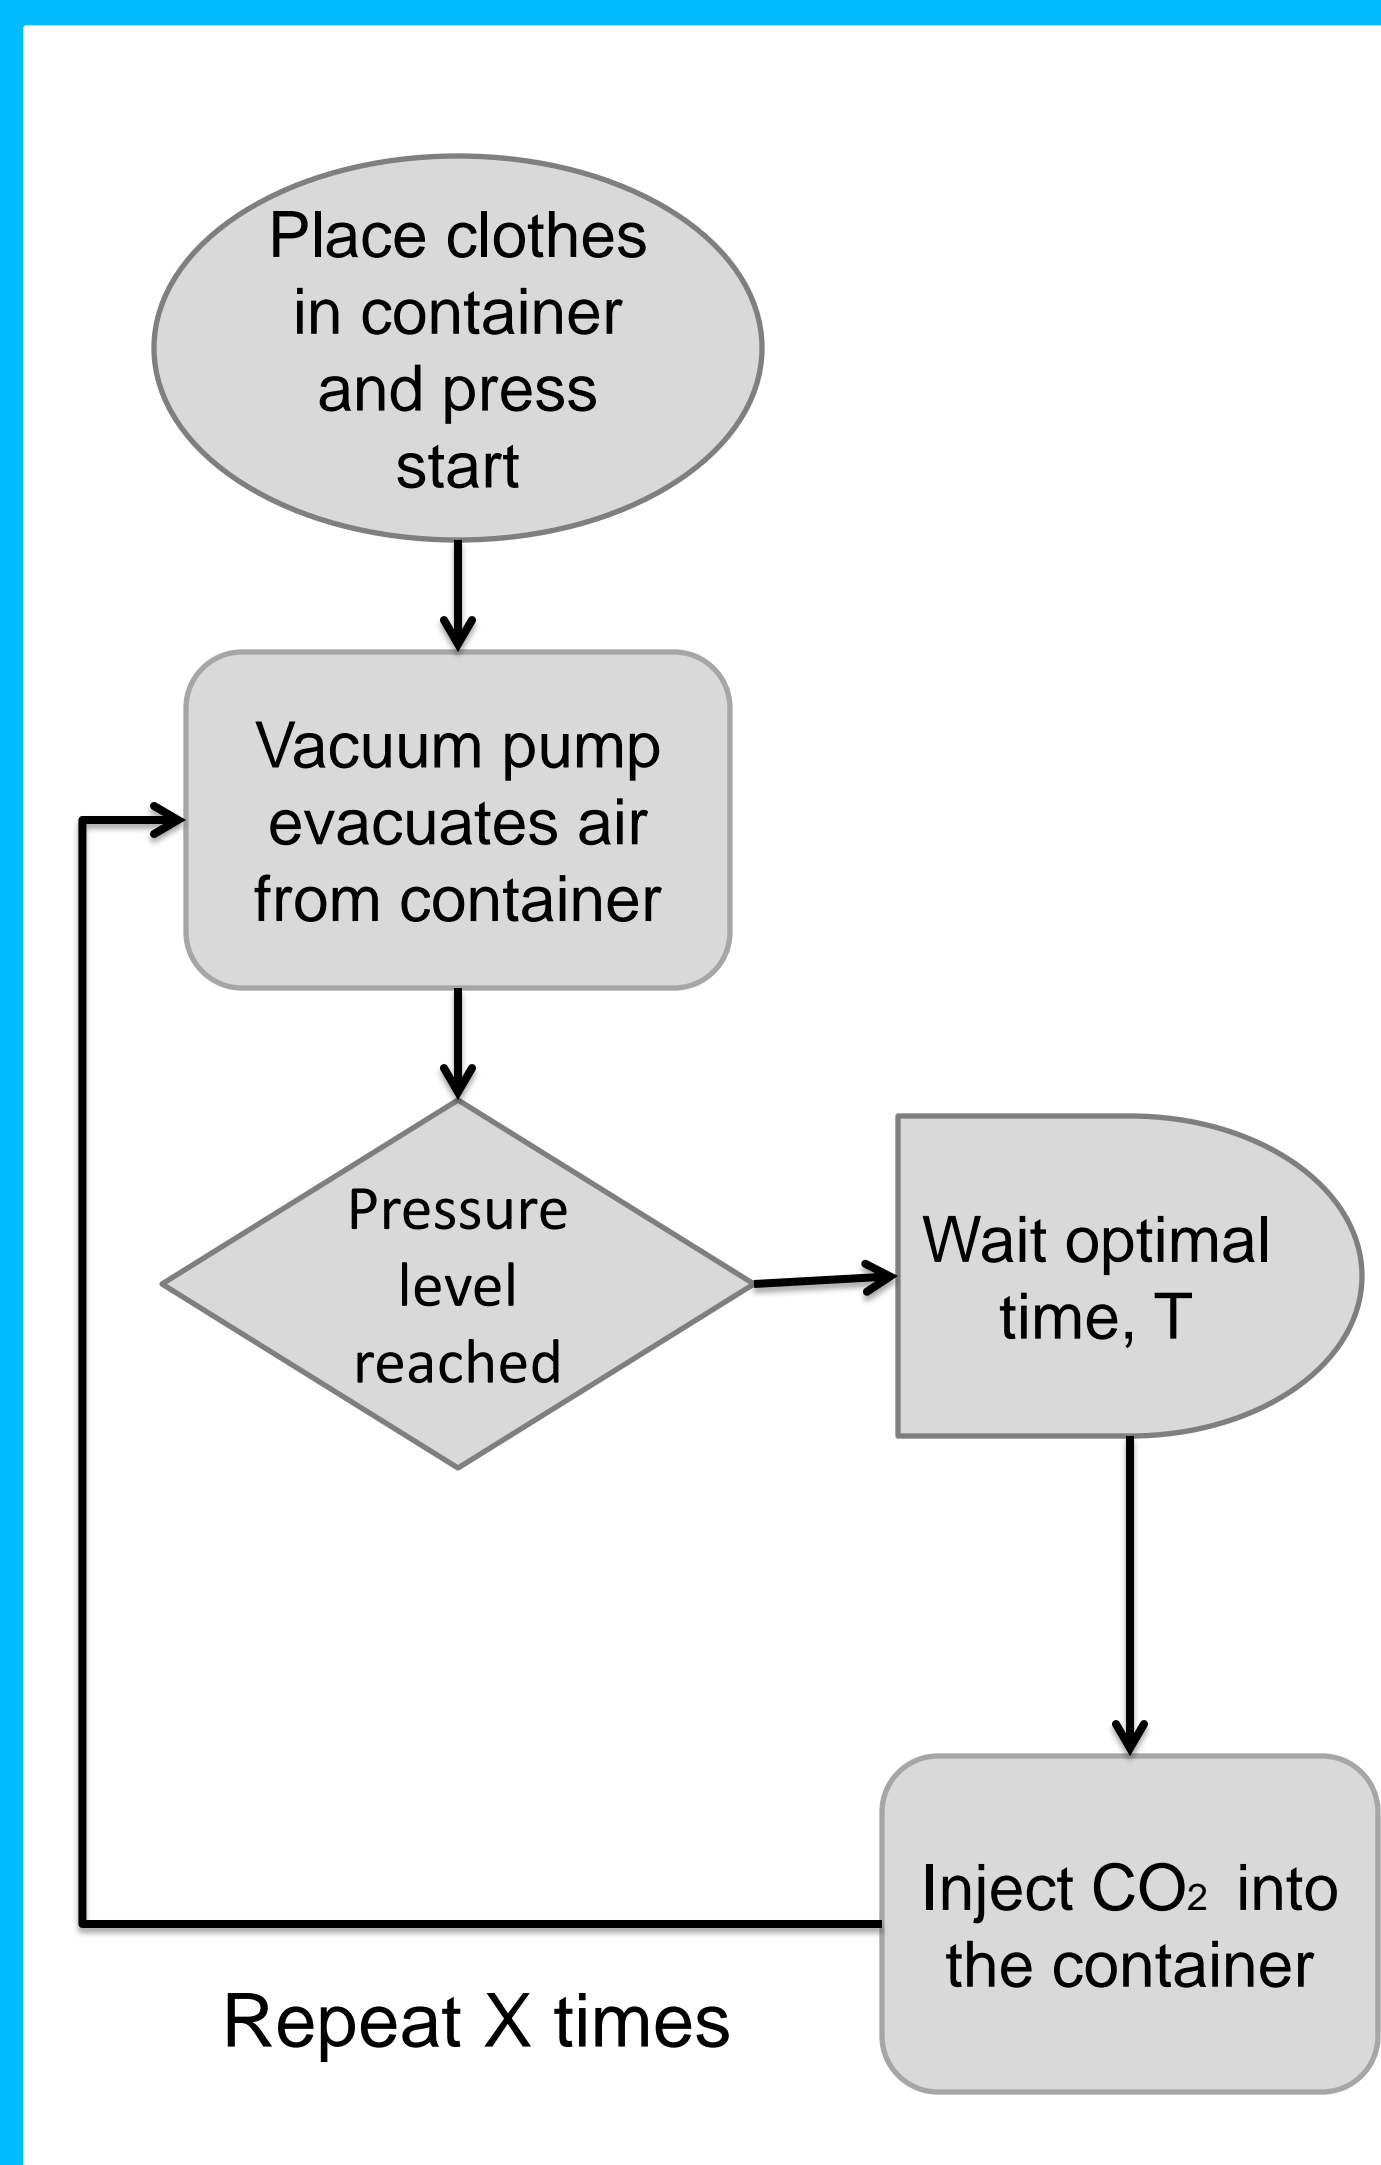 Place clothes
in container
and press
start
Vacuum pump
evacuates air
from container
Pressure
level
reached
Wait optimal
time, T
Inject CO₂ into
the container
Repeat X times